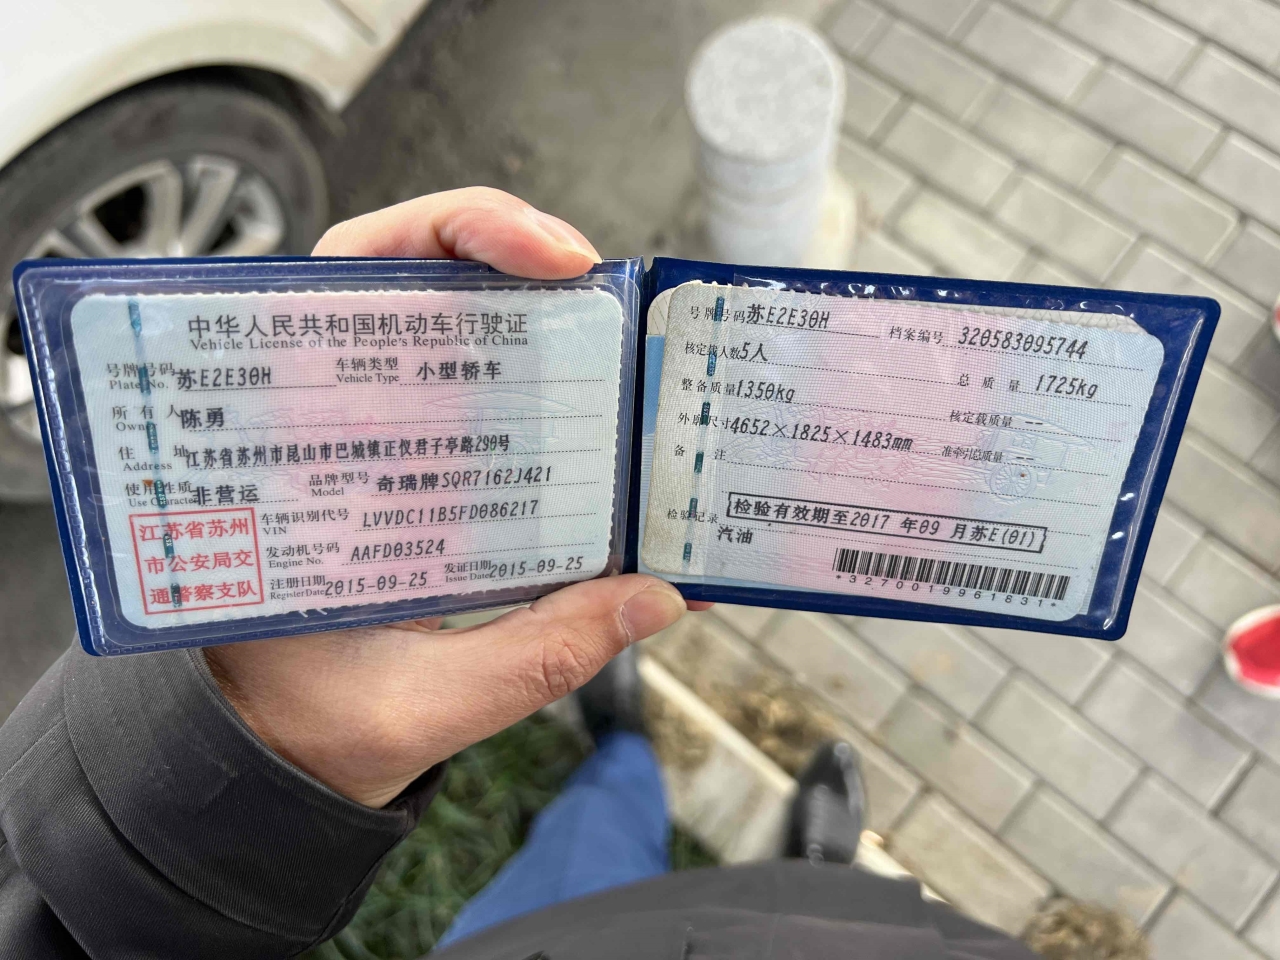 中华人民共和国机动车行驶证
Vehicle License of the People's Republic of China
号牌号码 苏E2E30H 车辆类型 小型轿车
Plate No. Vehicle Type
所有人 陈勇
Owner
住址 江苏省苏州市昆山市巴城镇正仪君子亭路290号
Address
使用性质 非营运 品牌型号 奇瑞牌SQR7162J421
Use Character Model
江苏省苏州
市公安局交
通警察支队
车辆识别代号 LVVDC11B5FD086217
VIN
发动机号码 AAFD03524
Engine No.
注册日期 2015-09-25 发证日期 2015-09-25
Register Date Issue Date
号牌号码 苏E2E30H 档案编号 320583095744
核定载人数 5人 总质量 1725kg
整备质量 1350kg 核定载质量 --
外廓尺寸 4652×1825×1483mm 准牵引总质量 --
备注
检验记录 检验有效期至2017年09月苏E(01)
汽油
*3270019961831*